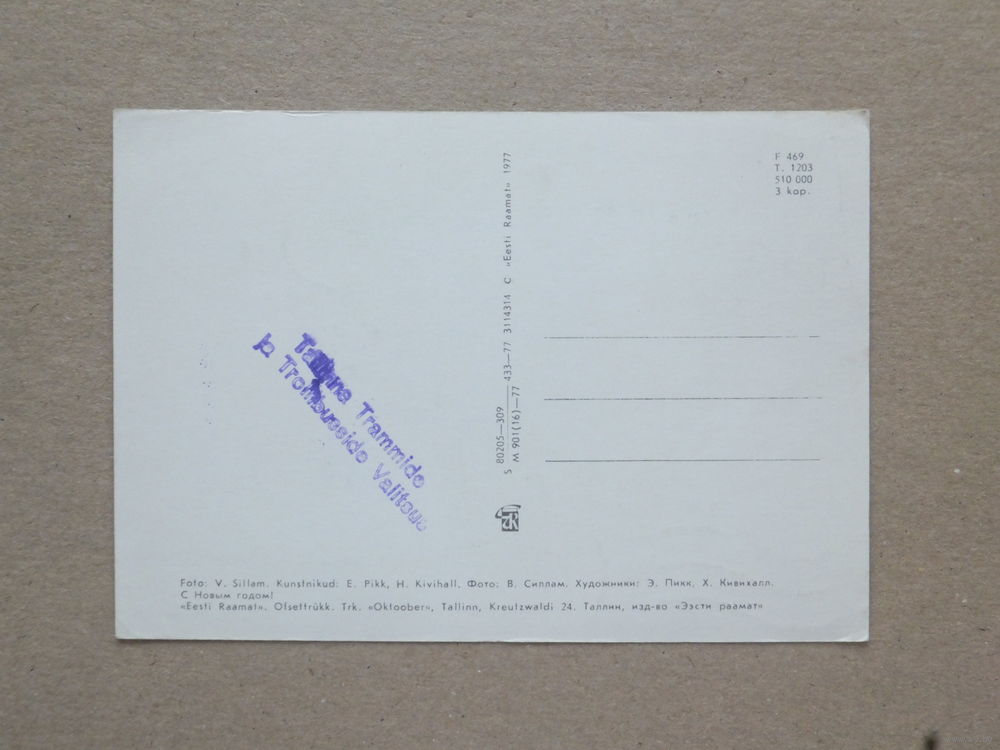 F 469
T. 1203
510 000
3 kop.
«Eesti Raamat» 1977
S 80205—309 433—77 3114314 C
M 901(16)—77
Tallinna Trammide
ja Trollibusside Valitsus
Foto: V. Sillam. Kunstnikud: E. Pikk, H. Kivihall. Фото: В. Силлам. Художники: Э. Пикк, Х. Кивихалл.
С Новым годом!
«Eesti Raamat». Ofsettrükk. Trk. «Oktoober», Tallinn, Kreutzwaldi 24. Таллин, изд-во «Ээсти раамат»